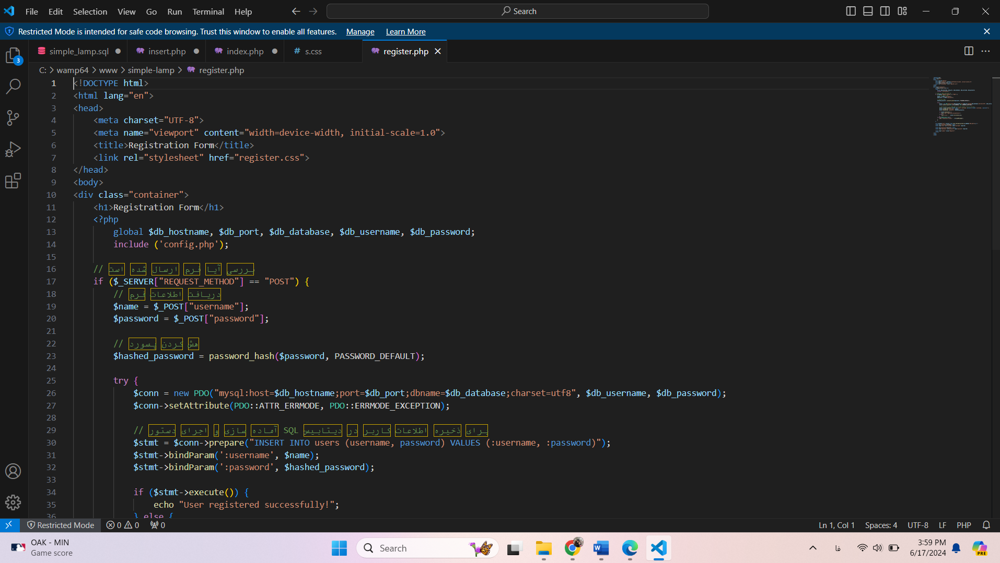 File Edit Selection View Go Run Terminal Help Search
Restricted Mode is intended for safe code browsing. Trust this window to enable all features. Manage Learn More
simple_lamp.sql insert.php index.php # s.css register.php
3
C: > wamp64 > www > simple-lamp > register.php
1 <!DOCTYPE html>
2 <html lang="en">
3 <head>
4 <meta charset="UTF-8">
5 <meta name="viewport" content="width=device-width, initial-scale=1.0">
6 <title>Registration Form</title>
7 <link rel="stylesheet" href="register.css">
8 </head>
9 <body>
10 <div class="container">
11 <h1>Registration Form</h1>
12 <?php
13 global $db_hostname, $db_port, $db_database, $db_username, $db_password;
14 include ('config.php');
15
16 // بررسی آیا فرم ارسال شده است
17 if ($_SERVER["REQUEST_METHOD"] == "POST") {
18 // دریافت اطلاعات فرم
19 $name = $_POST["username"];
20 $password = $_POST["password"];
21
22 // هش کردن پسورد
23 $hashed_password = password_hash($password, PASSWORD_DEFAULT);
24
25 try {
26 $conn = new PDO("mysql:host=$db_hostname;port=$db_port;dbname=$db_database;charset=utf8", $db_username, $db_password);
27 $conn->setAttribute(PDO::ATTR_ERRMODE, PDO::ERRMODE_EXCEPTION);
28
29 // آماده سازی و اجرای دستور SQL برای ذخیره اطلاعات کاربر در دیتابیس
30 $stmt = $conn->prepare("INSERT INTO users (username, password) VALUES (:username, :password)");
31 $stmt->bindParam(':username', $name);
32 $stmt->bindParam(':password', $hashed_password);
33
34 if ($stmt->execute()) {
35 echo "User registered successfully!";
36 } else {
Restricted Mode 0 0 0 Ln 1, Col 1 Spaces: 4 UTF-8 LF PHP
OAK - MIN
Game score
Search
فا
3:59 PM
6/17/2024
PRE